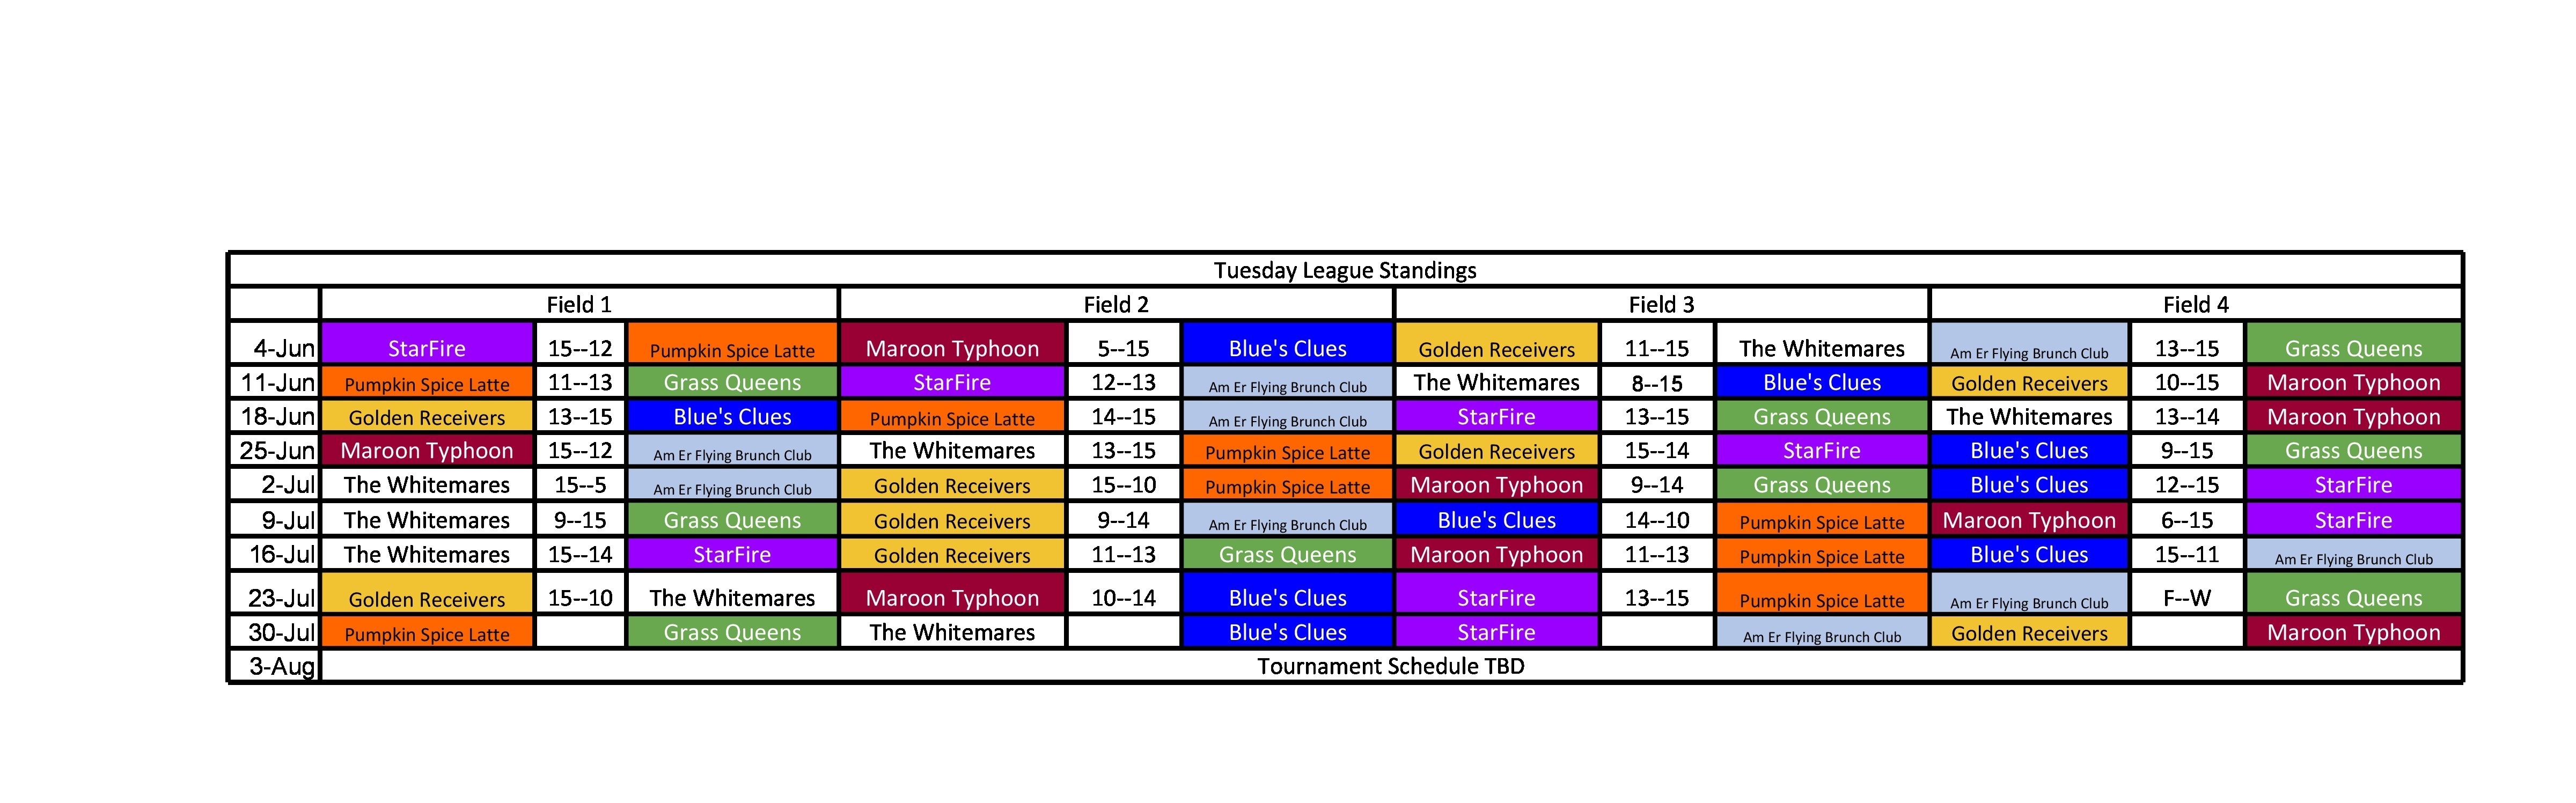 Tuesday League Standings
Field 1 Field 2 Field 3 Field 4
4-Jun StarFire 15--12 Pumpkin Spice Latte Maroon Typhoon 5--15 Blue's Clues Golden Receivers 11--15 The Whitemares Am Er Flying Brunch Club 13--15 Grass Queens
11-Jun Pumpkin Spice Latte 11--13 Grass Queens StarFire 12--13 Am Er Flying Brunch Club The Whitemares 8--15 Blue's Clues Golden Receivers 10--15 Maroon Typhoon
18-Jun Golden Receivers 13--15 Blue's Clues Pumpkin Spice Latte 14--15 Am Er Flying Brunch Club StarFire 13--15 Grass Queens The Whitemares 13--14 Maroon Typhoon
25-Jun Maroon Typhoon 15--12 Am Er Flying Brunch Club The Whitemares 13--15 Pumpkin Spice Latte Golden Receivers 15--14 StarFire Blue's Clues 9--15 Grass Queens
2-Jul The Whitemares 15--5 Am Er Flying Brunch Club Golden Receivers 15--10 Pumpkin Spice Latte Maroon Typhoon 9--14 Grass Queens Blue's Clues 12--15 StarFire
9-Jul The Whitemares 9--15 Grass Queens Golden Receivers 9--14 Am Er Flying Brunch Club Blue's Clues 14--10 Pumpkin Spice Latte Maroon Typhoon 6--15 StarFire
16-Jul The Whitemares 15--14 StarFire Golden Receivers 11--13 Grass Queens Maroon Typhoon 11--13 Pumpkin Spice Latte Blue's Clues 15--11 Am Er Flying Brunch Club
23-Jul Golden Receivers 15--10 The Whitemares Maroon Typhoon 10--14 Blue's Clues StarFire 13--15 Pumpkin Spice Latte Am Er Flying Brunch Club F--W Grass Queens
30-Jul Pumpkin Spice Latte Grass Queens The Whitemares Blue's Clues StarFire Am Er Flying Brunch Club Golden Receivers Maroon Typhoon
3-Aug Tournament Schedule TBD